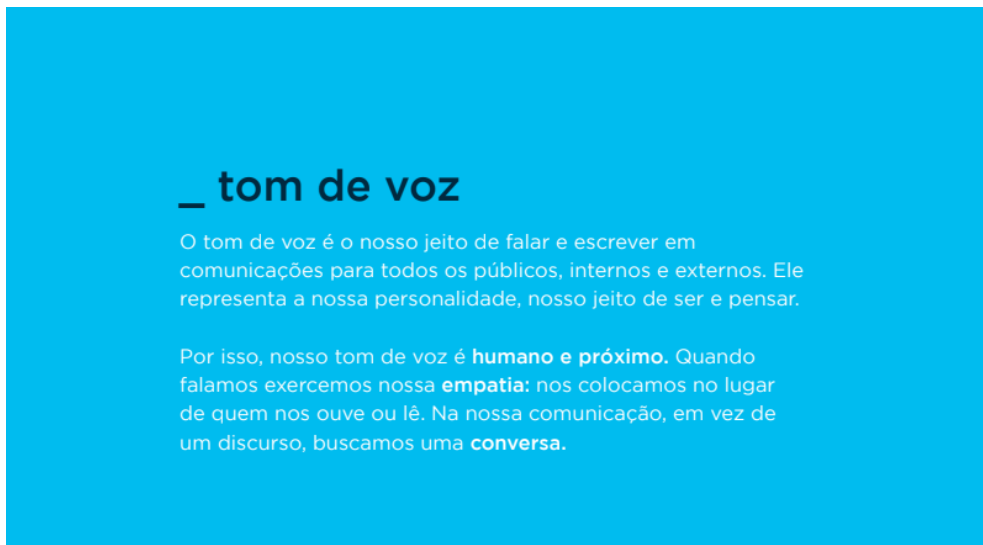 _ tom de voz
O tom de voz é o nosso jeito de falar e escrever em
comunicações para todos os públicos, internos e externos. Ele
representa a nossa personalidade, nosso jeito de ser e pensar.
Por isso, nosso tom de voz é humano e próximo. Quando
falamos exercemos nossa empatia: nos colocamos no lugar
de quem nos ouve ou lê. Na nossa comunicação, em vez de
um discurso, buscamos uma conversa.